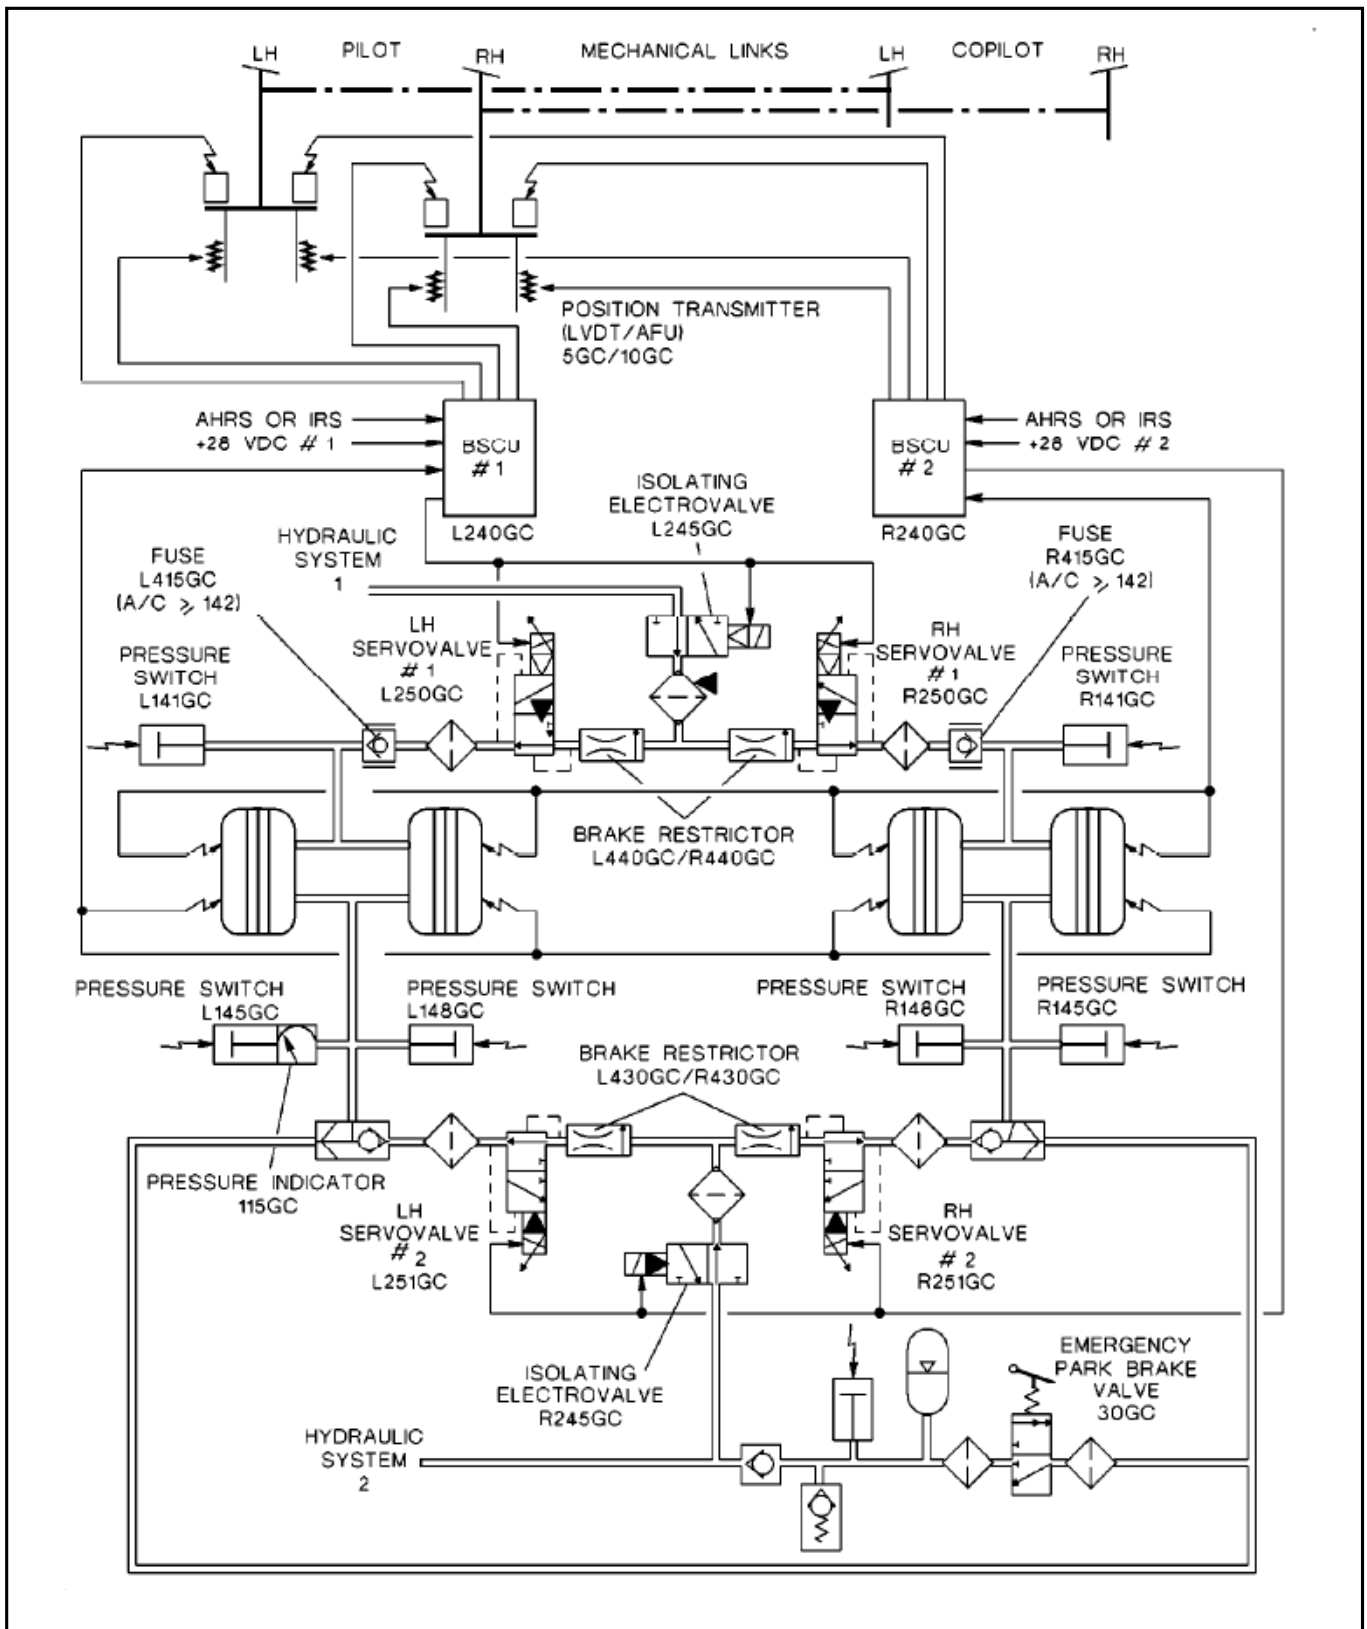 LH PILOT RH MECHANICAL LINKS LH COPILOT RH
POSITION TRANSMITTER
(LVDT/AFU)
5GC/10GC
AHRS OR IRS
+28 VDC # 1
BSCU
# 1
L240GC
BSCU
# 2
R240GC
AHRS OR IRS
+28 VDC # 2
ISOLATING
ELECTROVALVE
L245GC
HYDRAULIC
SYSTEM
1
FUSE
L415GC
(A/C ⩾ 142)
FUSE
R415GC
(A/C ⩾ 142)
PRESSURE
SWITCH
L141GC
LH
SERVOVALVE
# 1
L250GC
RH
SERVOVALVE
# 1
R250GC
PRESSURE
SWITCH
R141GC
BRAKE RESTRICTOR
L440GC/R440GC
PRESSURE SWITCH
L145GC
PRESSURE SWITCH
L148GC
PRESSURE SWITCH
R148GC
PRESSURE SWITCH
R145GC
BRAKE RESTRICTOR
L430GC/R430GC
PRESSURE INDICATOR
115GC
LH
SERVOVALVE
# 2
L251GC
RH
SERVOVALVE
# 2
R251GC
ISOLATING
ELECTROVALVE
R245GC
EMERGENCY
PARK BRAKE
VALVE
30GC
HYDRAULIC
SYSTEM
2